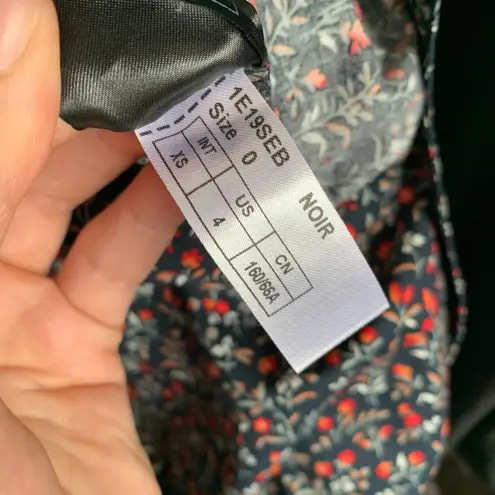 1E19SEB NOIR
Size 0
INT US CN
XS 4 160/66A